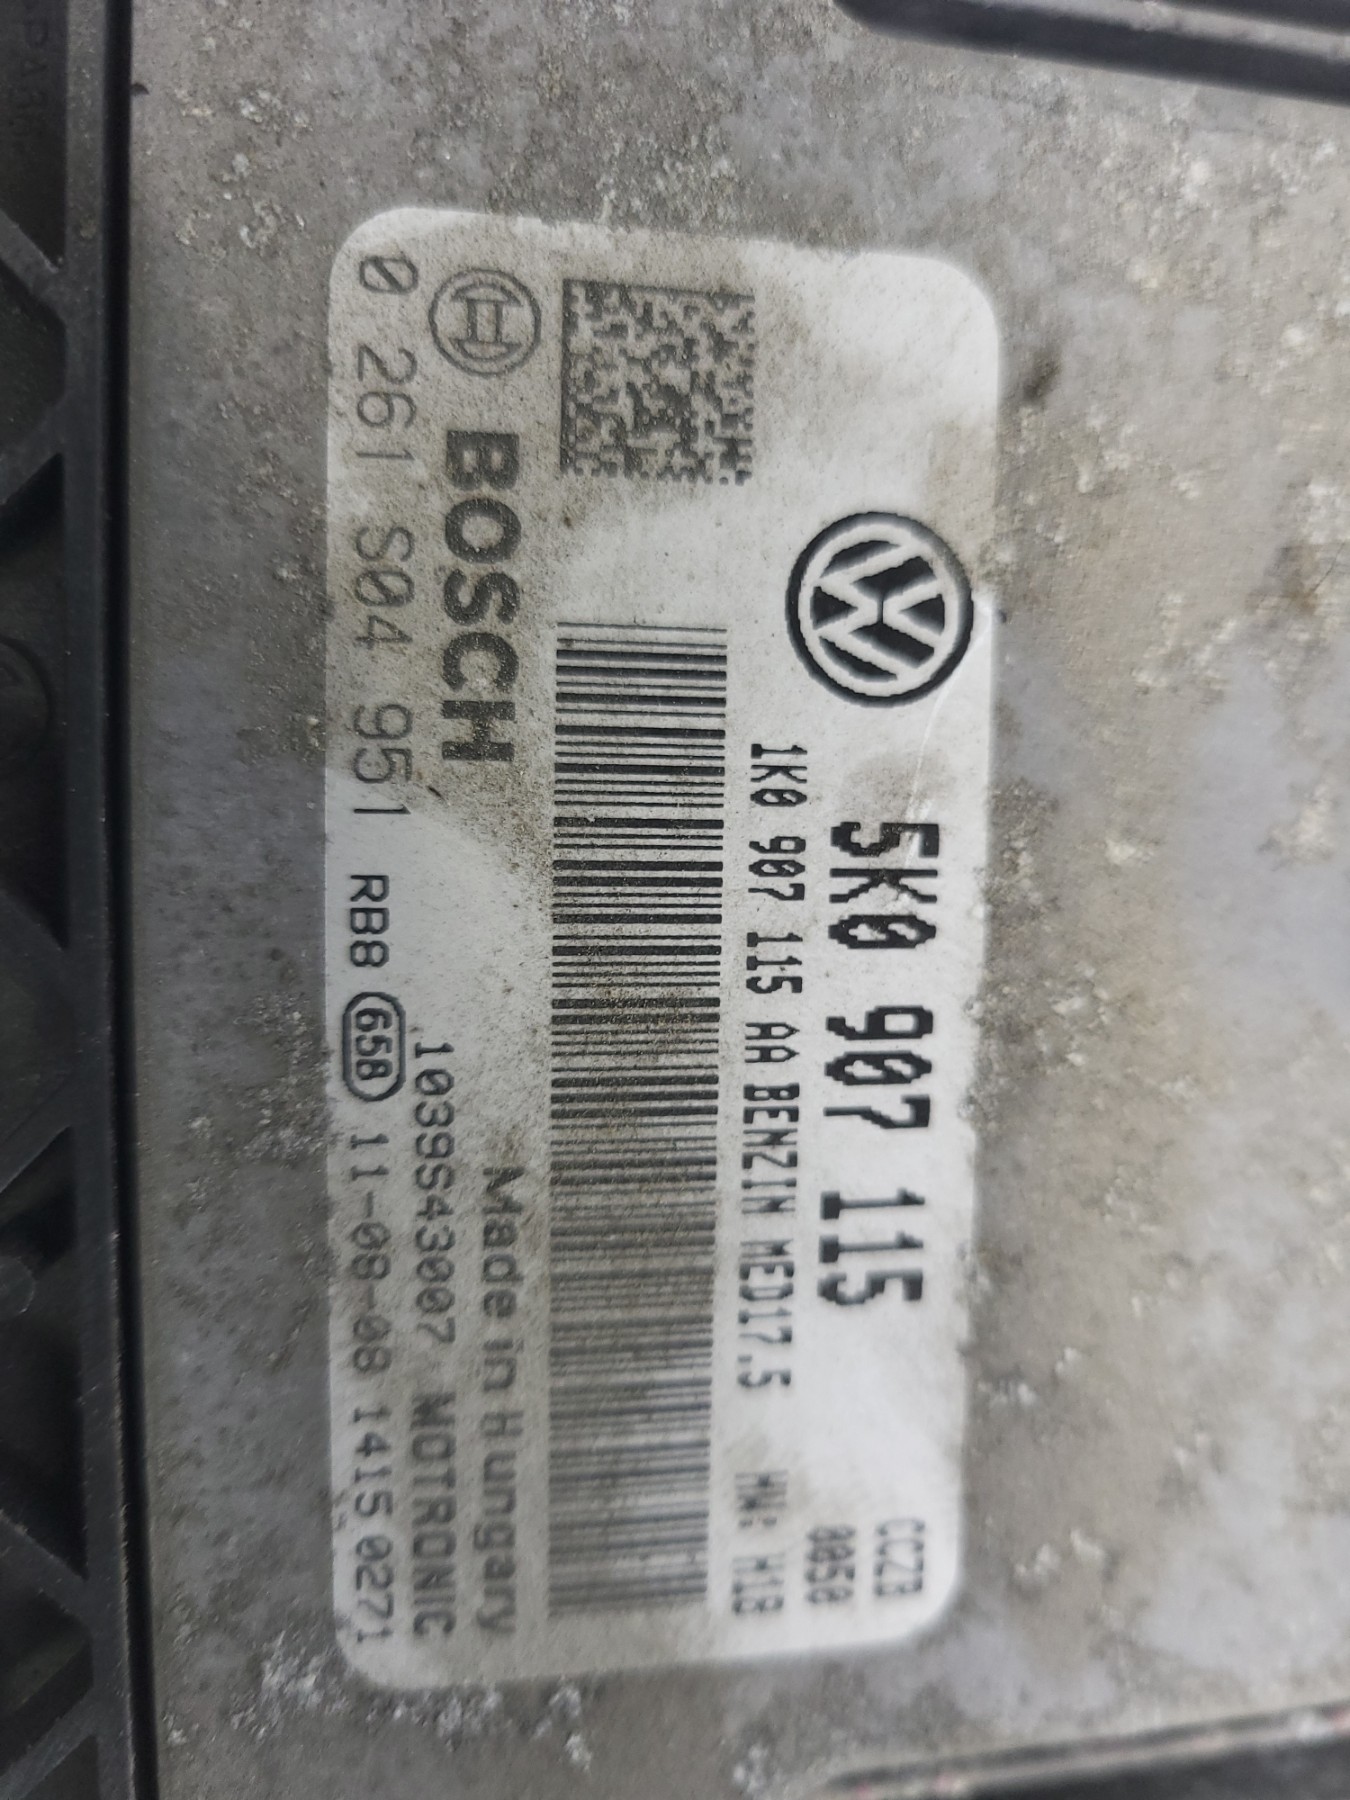 5K0 907 115
CCZB
0050
1K0 907 115 AA BENZIN MED17.5
HW: H18
BOSCH
Made in Hungary
1039S43007 MOTRONIC
0 261 S04 951 RB8 658 11-08-08 1415 0271